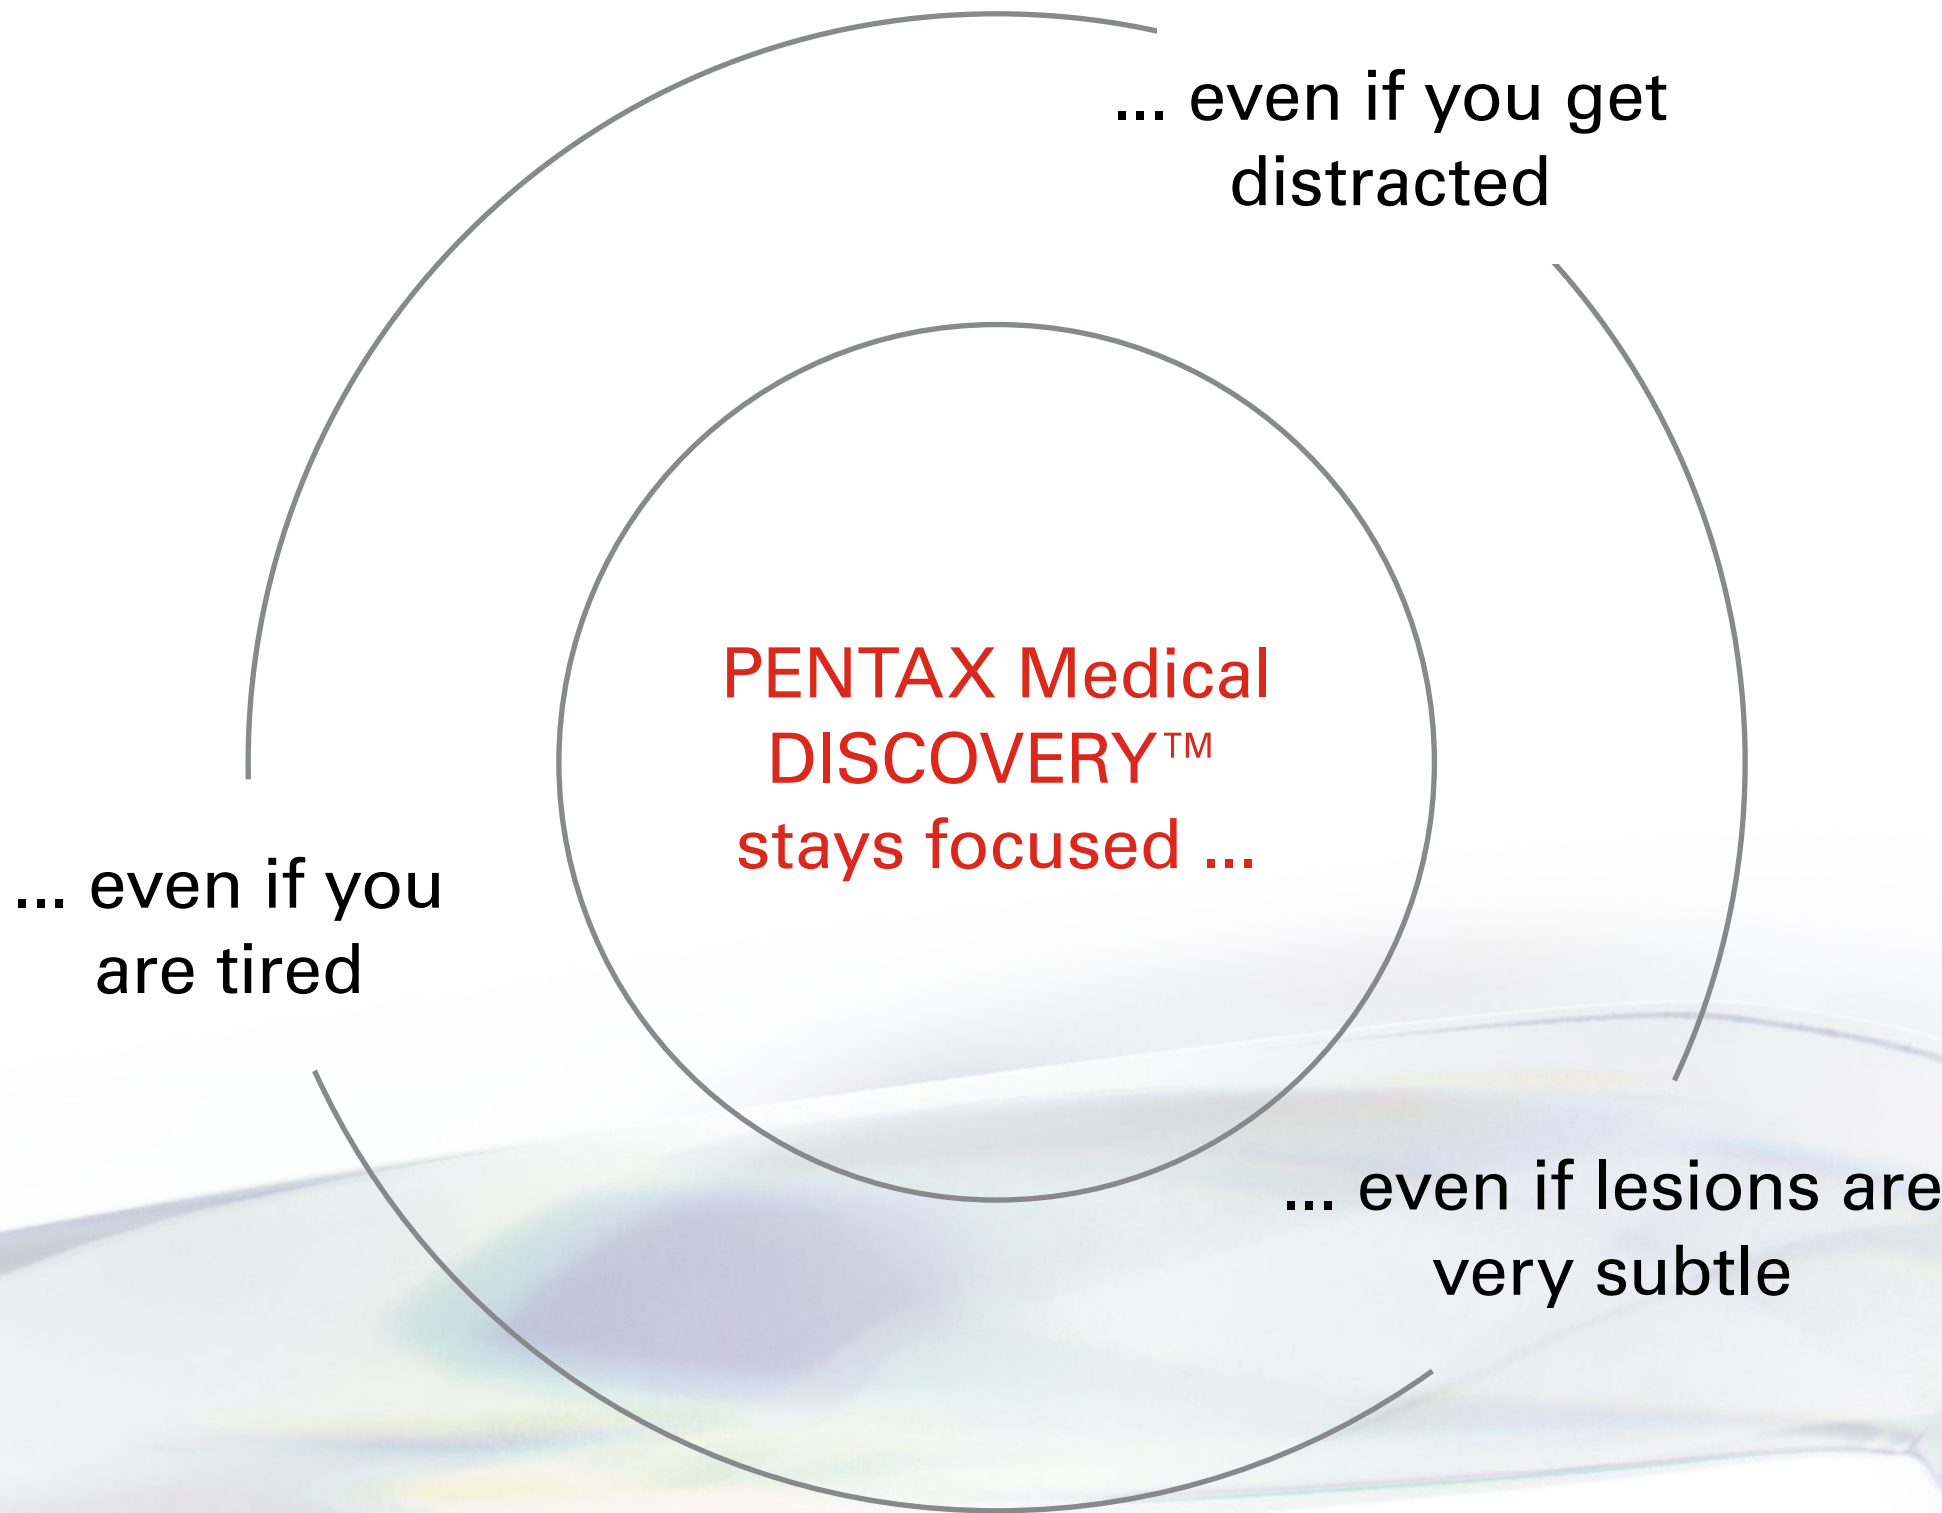 ... even if you get
distracted
PENTAX Medical
DISCOVERY™
stays focused ...
... even if you
are tired
... even if lesions are
very subtle